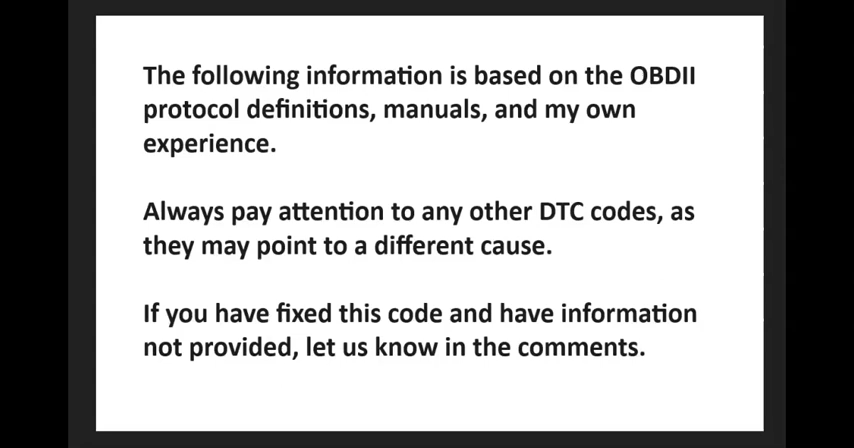 The following information is based on the OBDII
protocol definitions, manuals, and my own
experience.
Always pay attention to any other DTC codes, as
they may point to a different cause.
If you have fixed this code and have information
not provided, let us know in the comments.